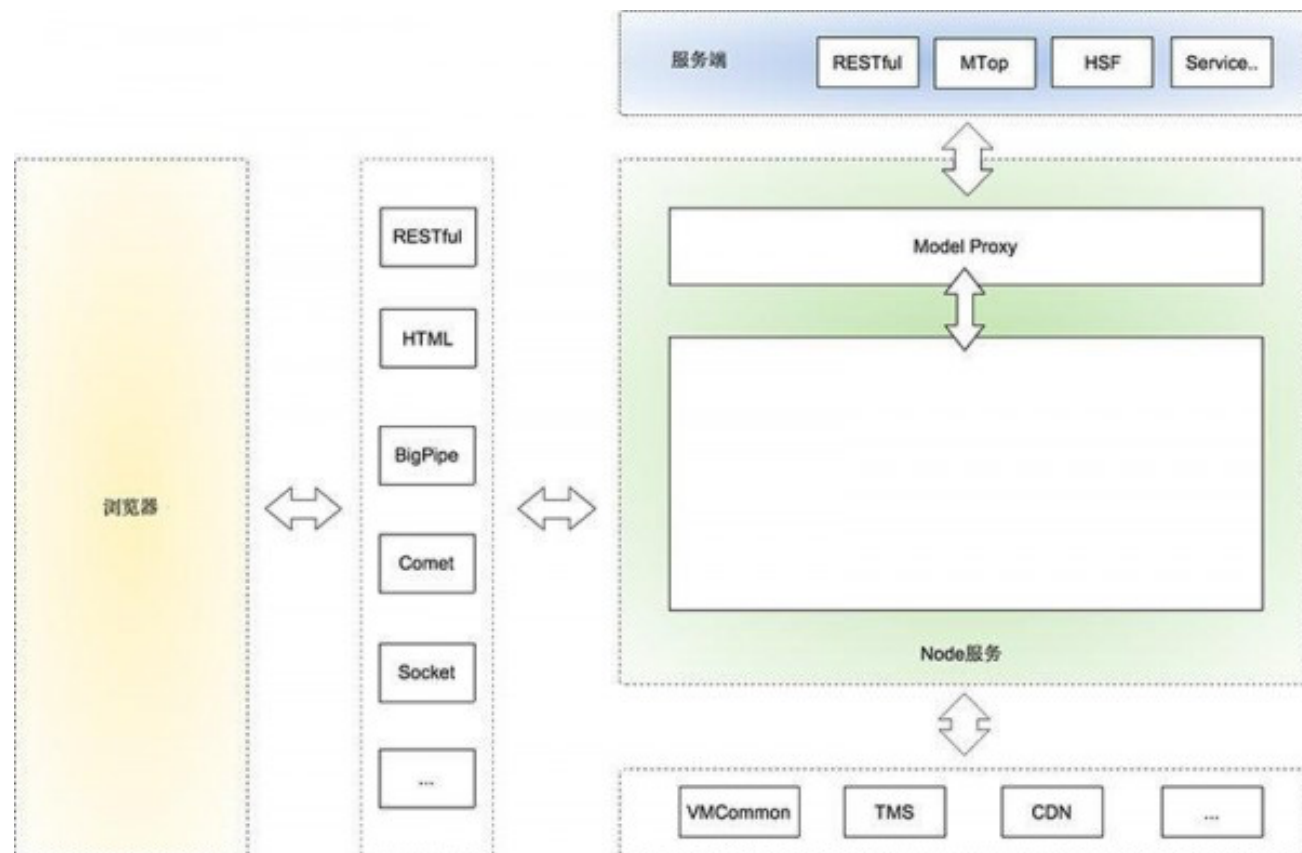 服务端
RESTful
MTop
HSF
Service..
Model Proxy
Node服务
浏览器
RESTful
HTML
BigPipe
Comet
Socket
...
VMCommon
TMS
CDN
...